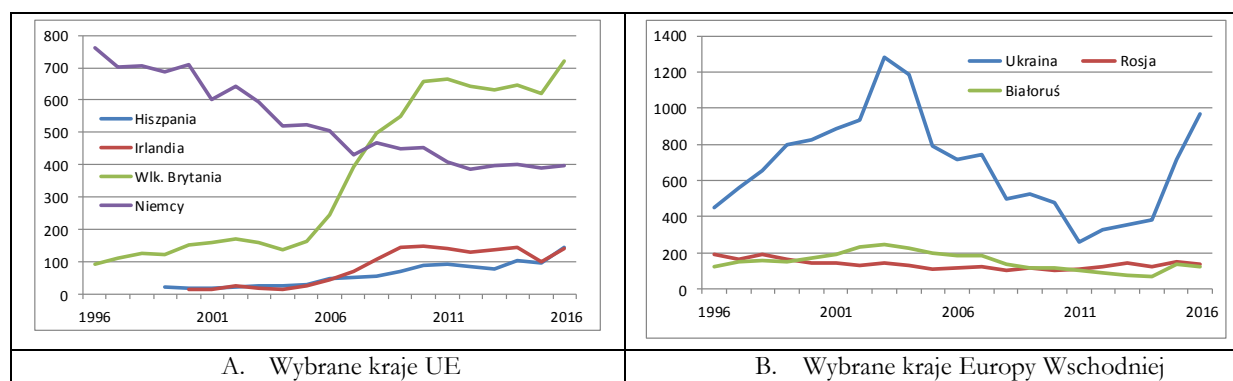 800
700
600
500
400
300
200
100
0
Hiszpania
Irlandia
Wlk. Brytania
Niemcy
1996 2001 2006 2011 2016
1400
1200
1000
800
600
400
200
0
Ukraina Rosja
Białoruś
1996 2001 2006 2011 2016
A. Wybrane kraje UE
B. Wybrane kraje Europy Wschodniej